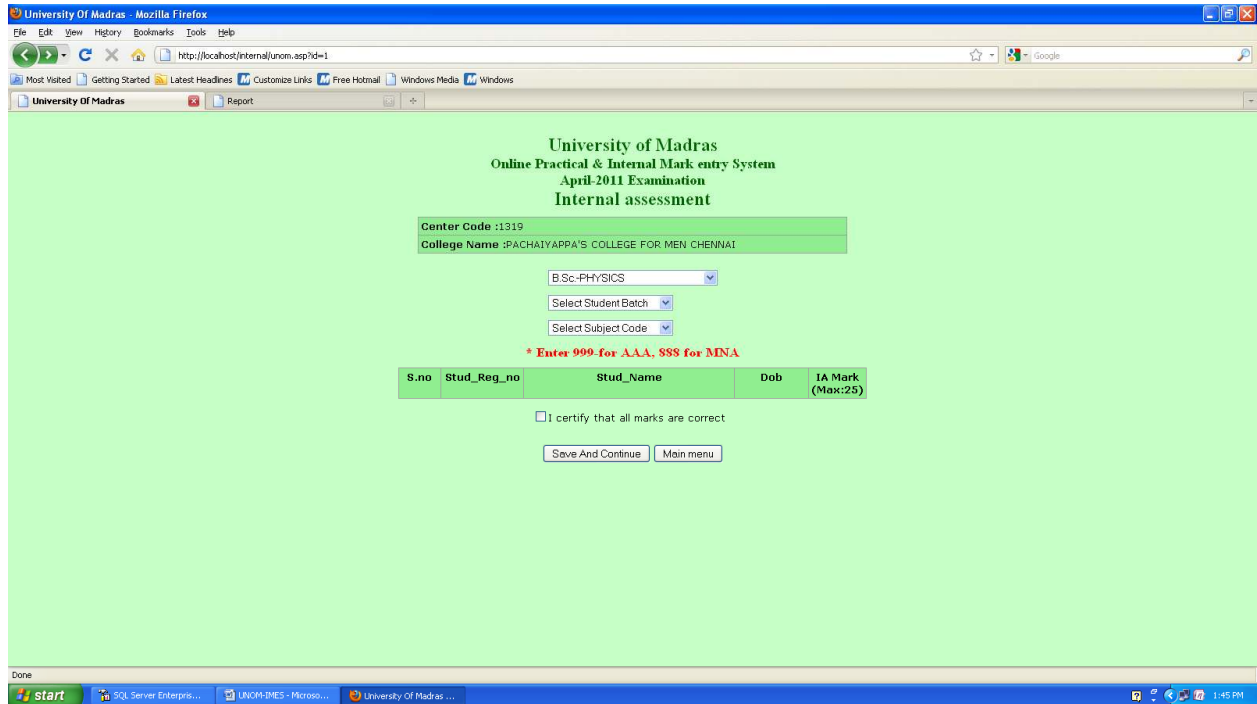 University Of Madras - Mozilla Firefox
File Edit View History Bookmarks Tools Help
http://localhost/internal/unom.asp?id=1
Google
Most Visited Getting Started Latest Headlines Customize Links Free Hotmail Windows Media Windows
University Of Madras Report
University of Madras
Online Practical & Internal Mark entry System
April-2011 Examination
Internal assessment
Center Code :1319
College Name :PACHAIYAPPA'S COLLEGE FOR MEN CHENNAI
B.Sc.-PHYSICS
Select Student Batch
Select Subject Code
* Enter 999-for AAA, 888 for MNA
S.no Stud_Reg_no Stud_Name Dob IA Mark
(Max:25)
I certify that all marks are correct
Save And Continue Main menu
Done
start SQL Server Enterpris... UNOM-IMES - Microso... University Of Madras ... 1:45 PM